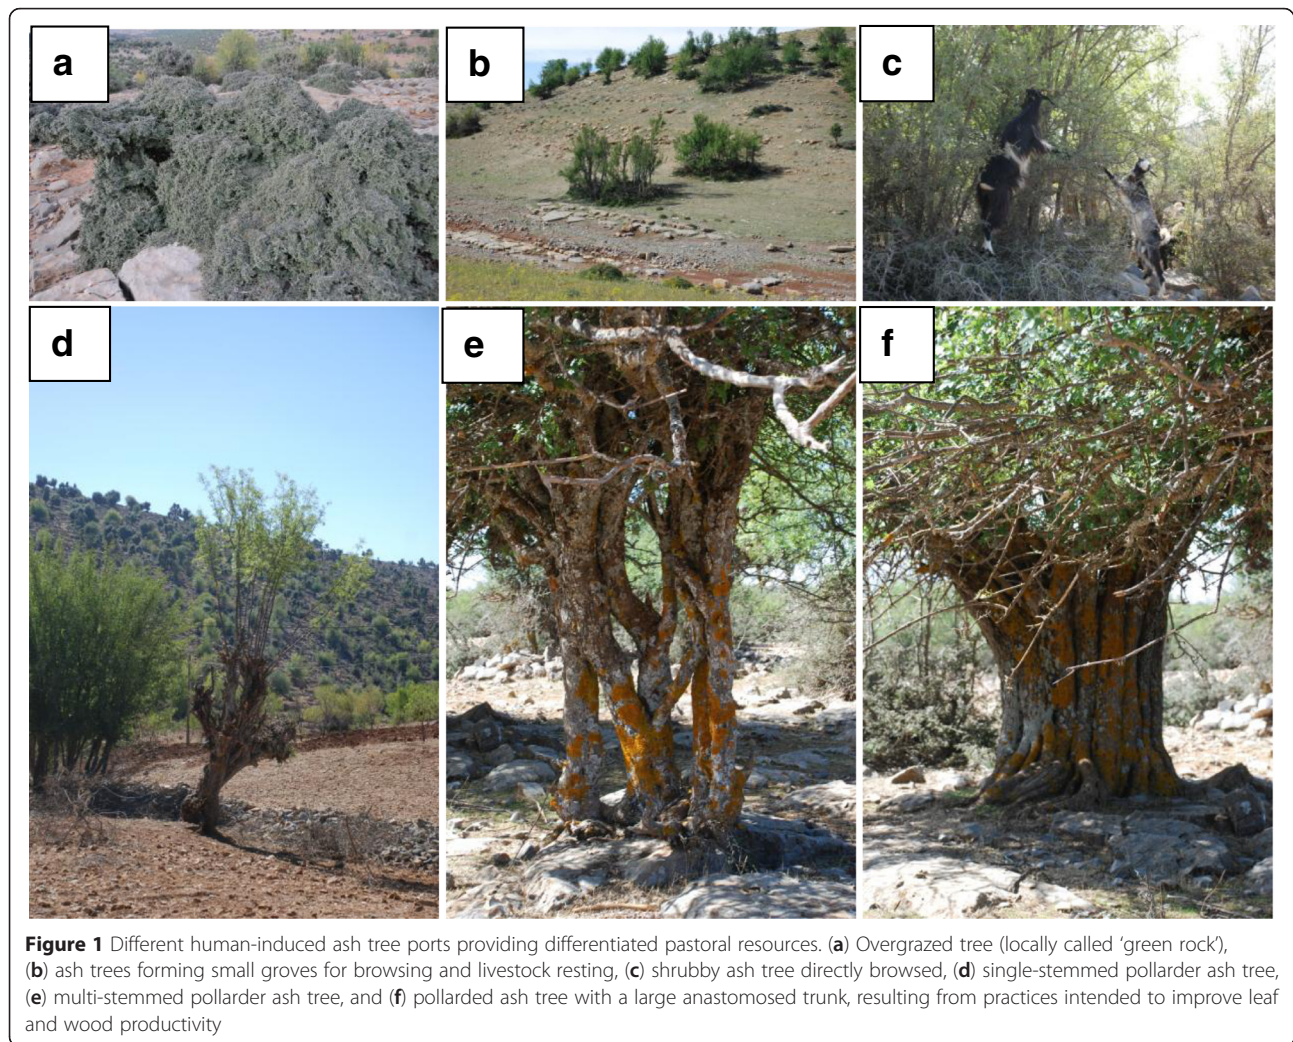 a
b
c
d
e
f
Figure 1 Different human-induced ash tree ports providing differentiated pastoral resources. (a) Overgrazed tree (locally called ‘green rock’),
(b) ash trees forming small groves for browsing and livestock resting, (c) shrubby ash tree directly browsed, (d) single-stemmed pollarder ash tree,
(e) multi-stemmed pollarder ash tree, and (f) pollarded ash tree with a large anastomosed trunk, resulting from practices intended to improve leaf
and wood productivity